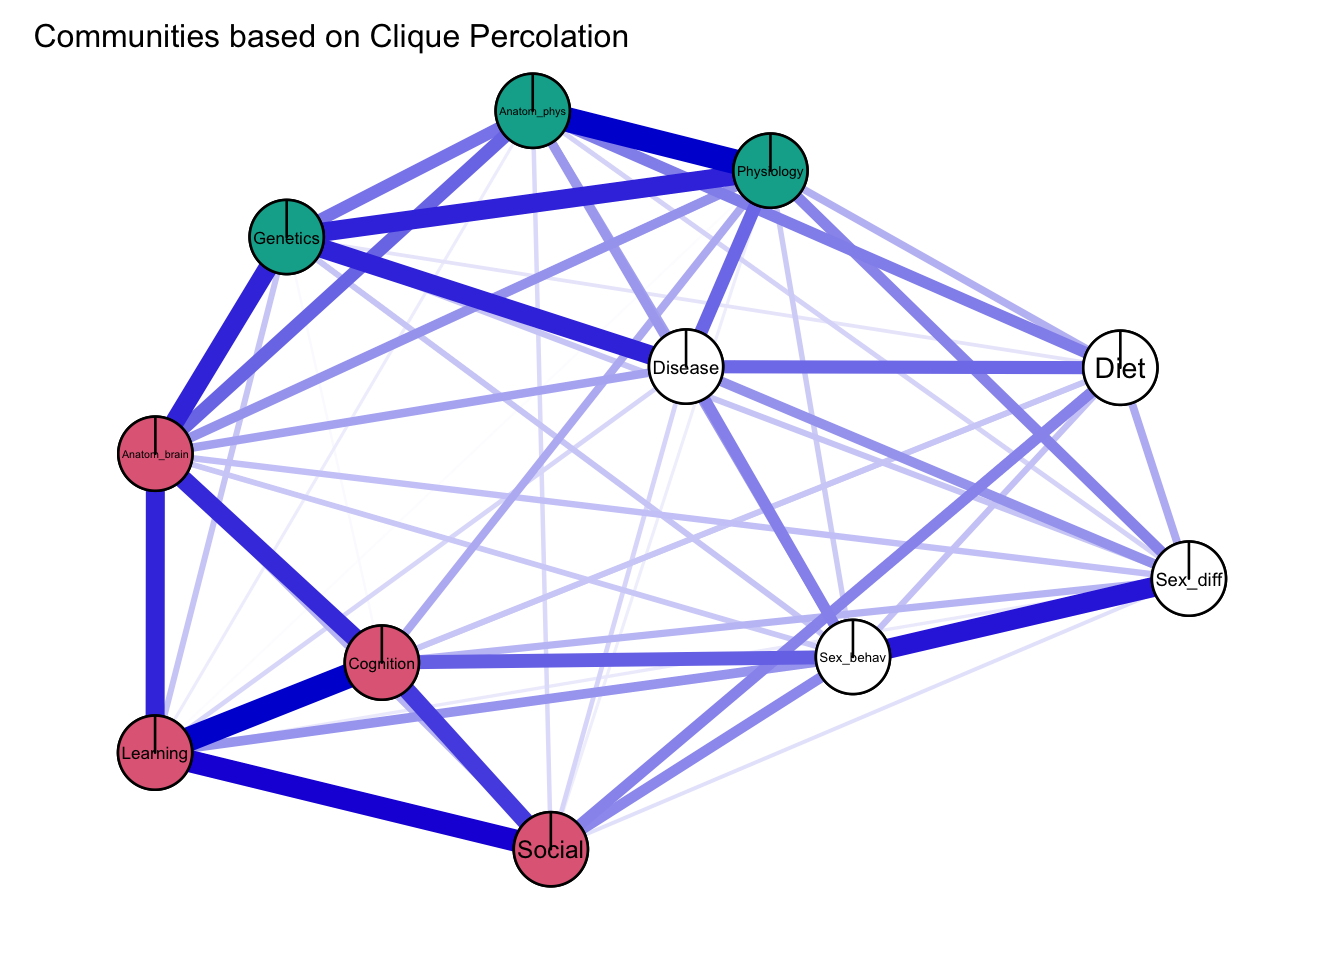 Communities based on Clique Percolation
Anatom_phys
Physiology
Genetics
Disease
Diet
Anatom_brain
Sex_diff
Cognition
Sex_behav
Learning
Social